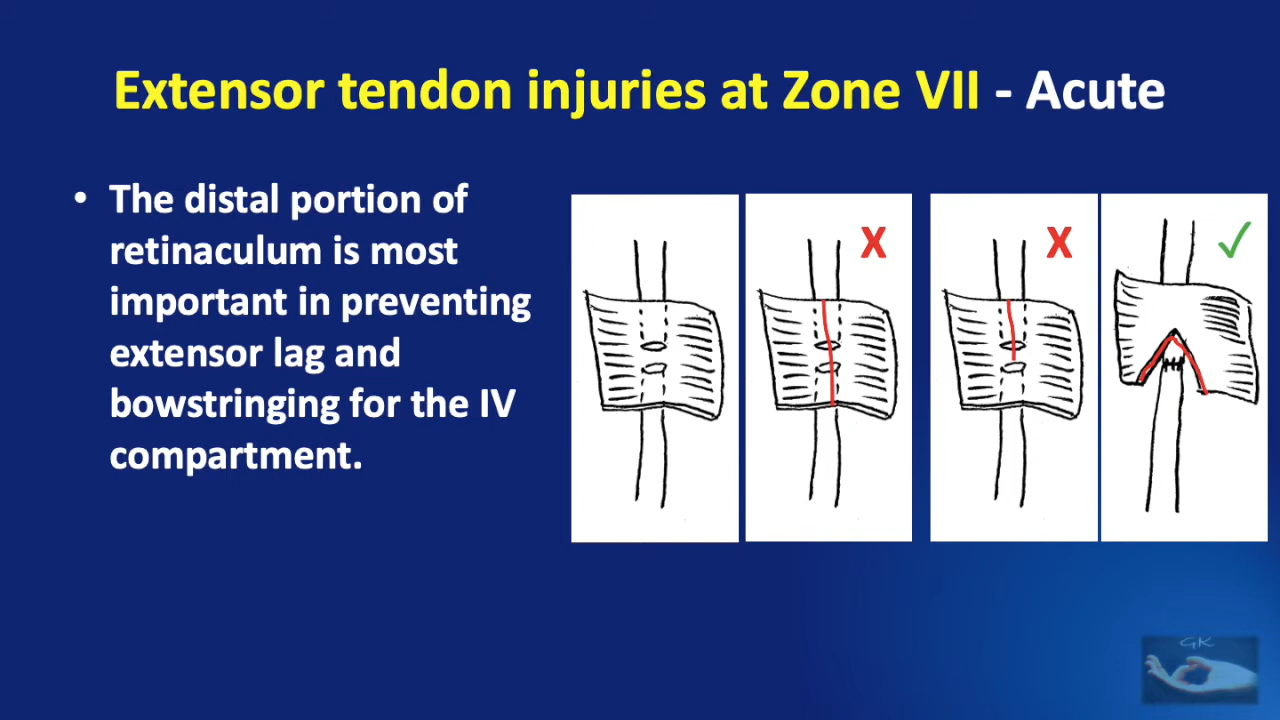 Extensor tendon injuries at Zone VII - Acute
• The distal portion of
retinaculum is most
important in preventing
extensor lag and
bowstringing for the IV
compartment.
X
X
✓
GK